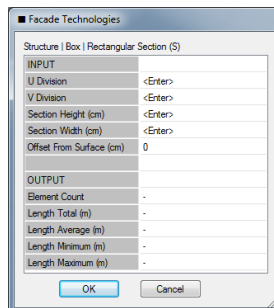 Facade Technologies
Structure | Box | Rectangular Section (S)
INPUT
U Division <Enter>
V Division <Enter>
Section Height (cm) <Enter>
Section Width (cm) <Enter>
Offset From Surface (cm) 0
OUTPUT
Element Count -
Length Total (m) -
Length Average (m) -
Length Minimum (m) -
Length Maximum (m) -
OK Cancel